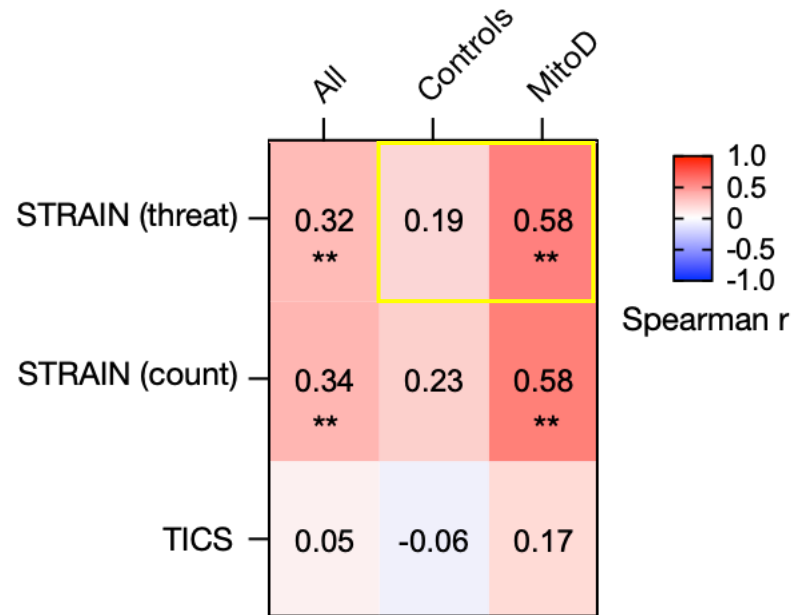 All Controls MitoD
STRAIN (threat) 0.32 0.19 0.58
** **
STRAIN (count) 0.34 0.23 0.58
** **
TICS 0.05 -0.06 0.17
1.0
0.5
0
-0.5
-1.0
Spearman r